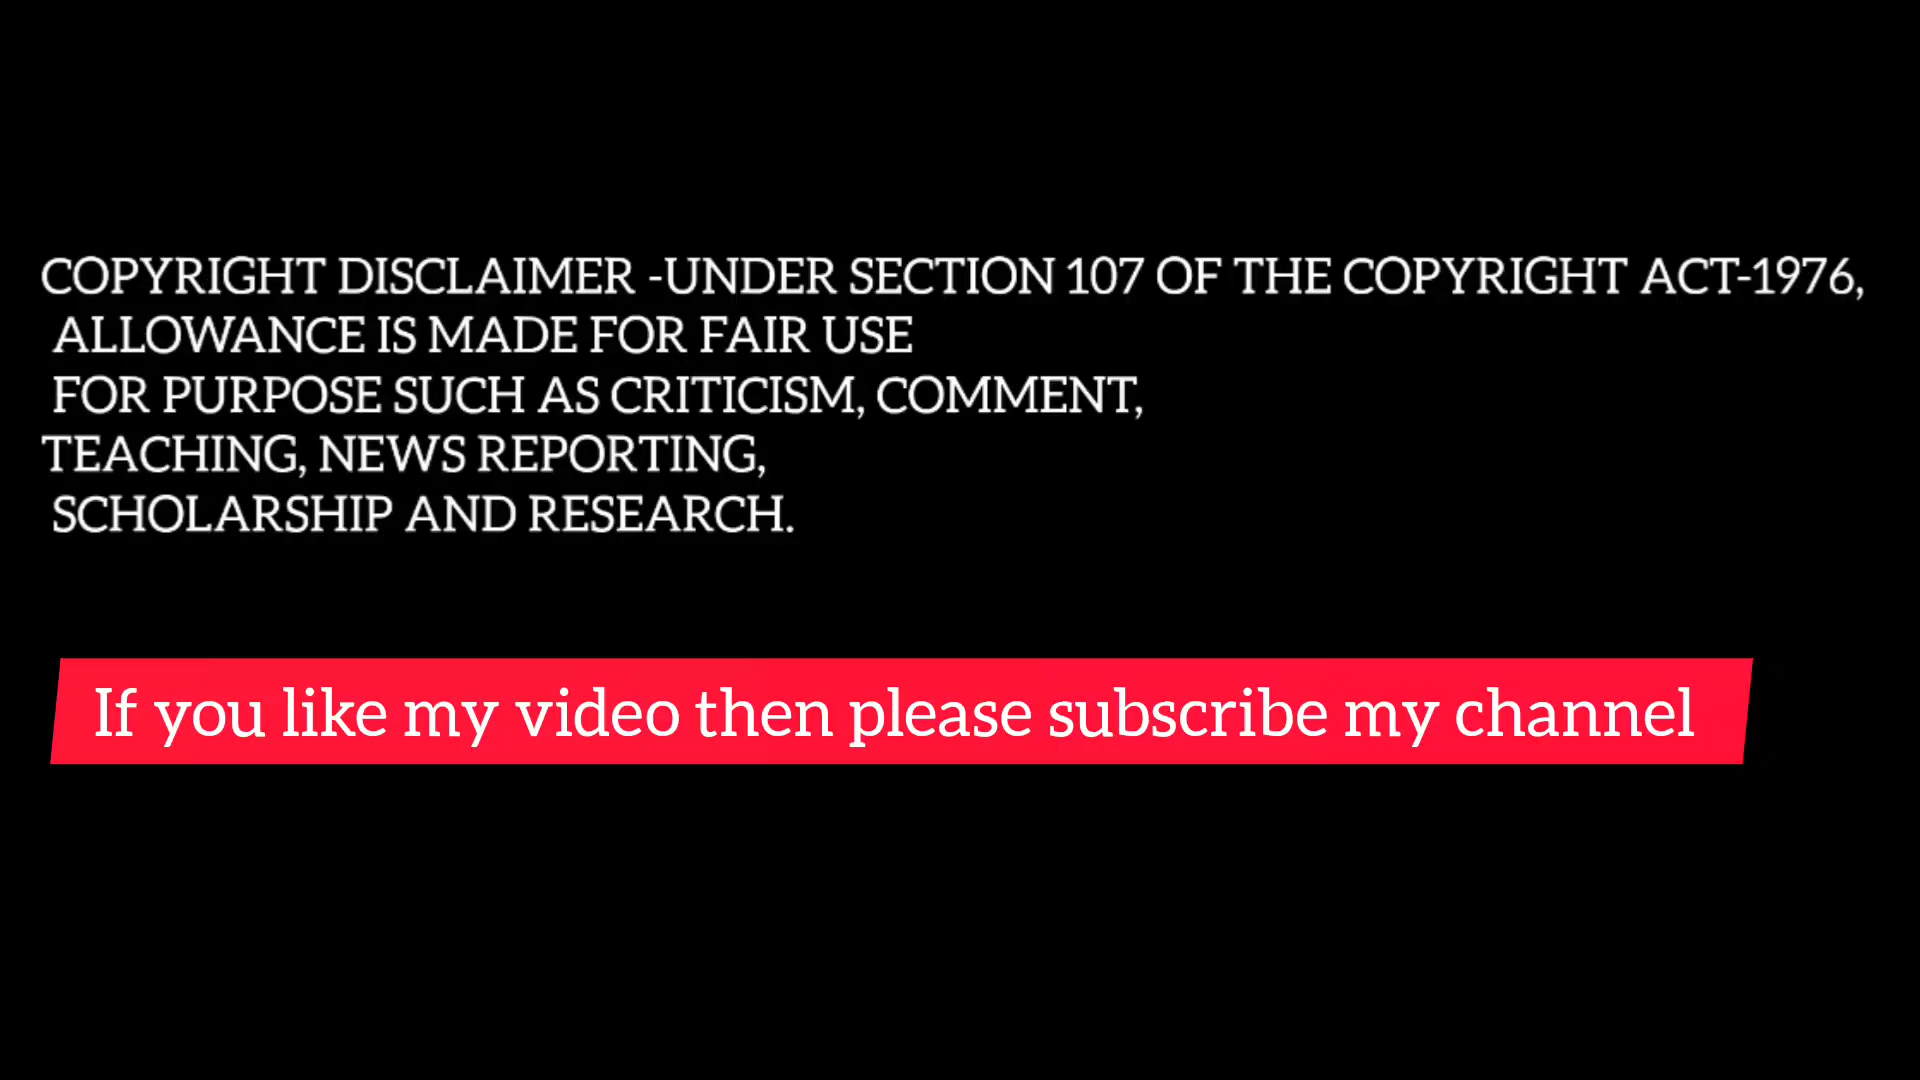 COPYRIGHT DISCLAIMER -UNDER SECTION 107 OF THE COPYRIGHT ACT-1976,
ALLOWANCE IS MADE FOR FAIR USE
FOR PURPOSE SUCH AS CRITICISM, COMMENT,
TEACHING, NEWS REPORTING,
SCHOLARSHIP AND RESEARCH.
If you like my video then please subscribe my channel